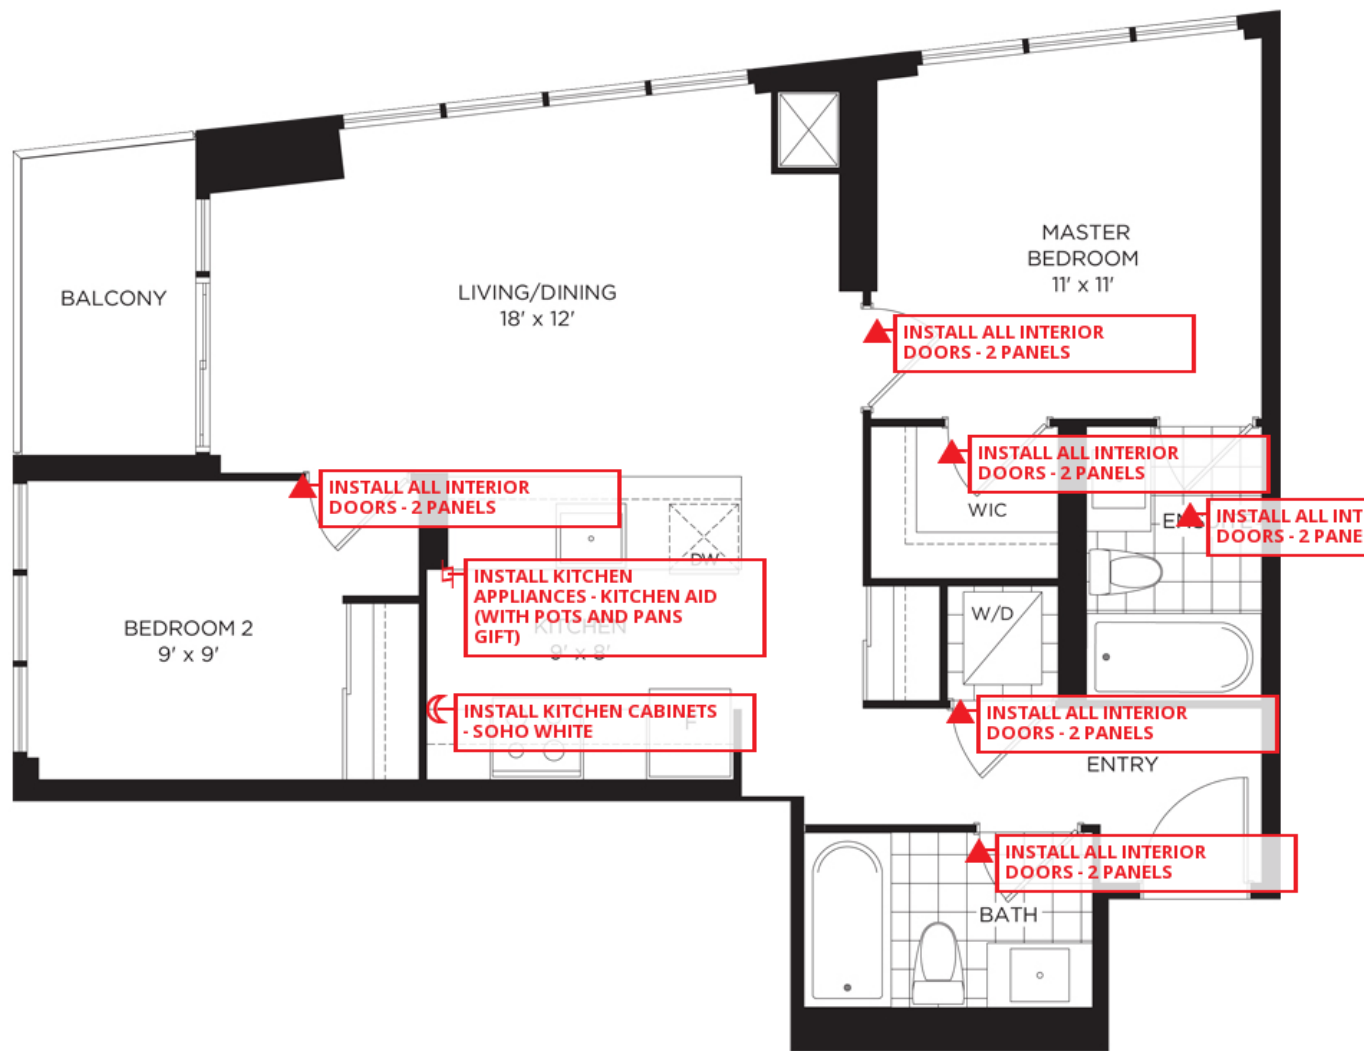 MASTER
BEDROOM
11' x 11'
BALCONY
LIVING/DINING
18' x 12'
INSTALL ALL INTERIOR
DOORS - 2 PANELS
INSTALL ALL INTERIOR
DOORS - 2 PANELS
INSTALL ALL INTERIOR
DOORS - 2 PANELS
WIC
INSTALL ALL INT
DOORS - 2 PANE
DW
INSTALL KITCHEN
APPLIANCES - KITCHEN AID
(WITH POTS AND PANS
GIFT)
KITCHEN
9' x 8'
BEDROOM 2
9' x 9'
W/D
INSTALL KITCHEN CABINETS
- SOHO WHITE
F
INSTALL ALL INTERIOR
DOORS - 2 PANELS
ENTRY
INSTALL ALL INTERIOR
DOORS - 2 PANELS
BATH